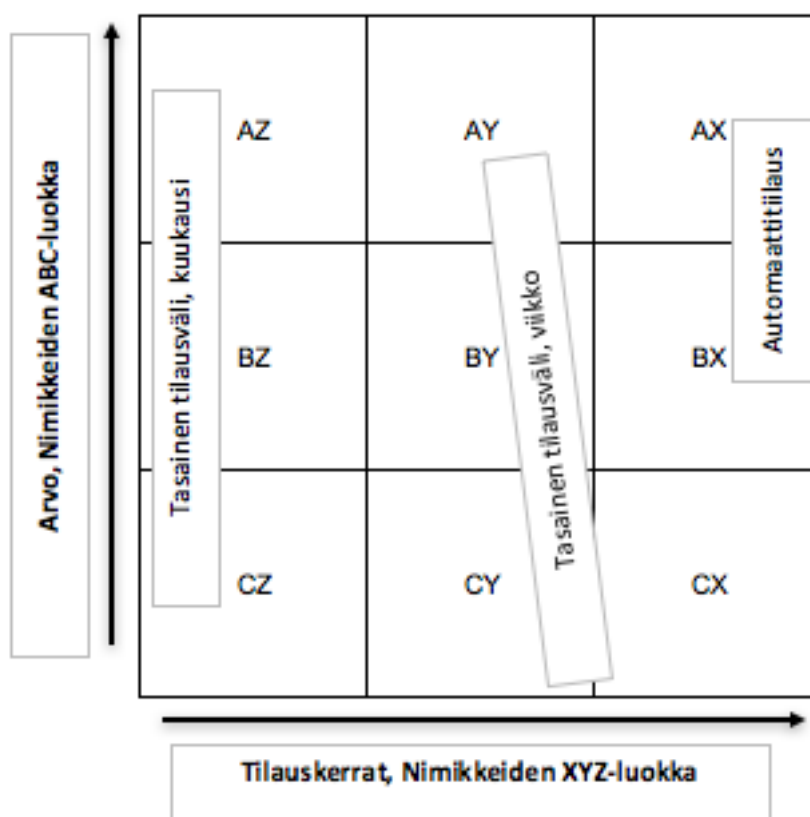 Arvo, Nimikkeiden ABC-luokka
AZ
AY
AX
Tasainen tilausväli, kuukausi
Automaattitiilaus
BZ
BY
BX
Tasainen tilausväli, viikko
CZ
CY
CX
Tilauskerrat, Nimikkeiden XYZ-luokka